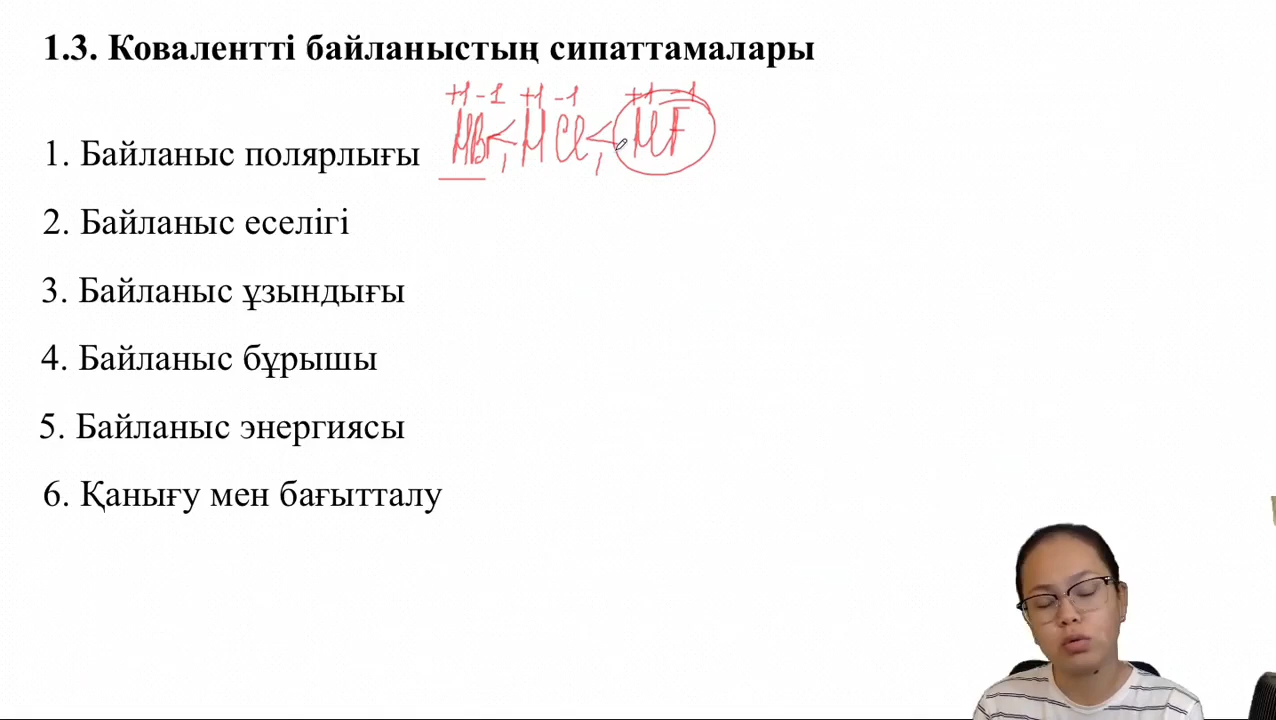 1.3. Ковалентті байланыстың сипаттамалары
+1 -1 +1 -1 +1 -1
1. Байланыс полярлығы HBr < HCl < HF
2. Байланыс еселігі
3. Байланыс ұзындығы
4. Байланыс бұрышы
5. Байланыс энергиясы
6. Қанығу мен бағытталу